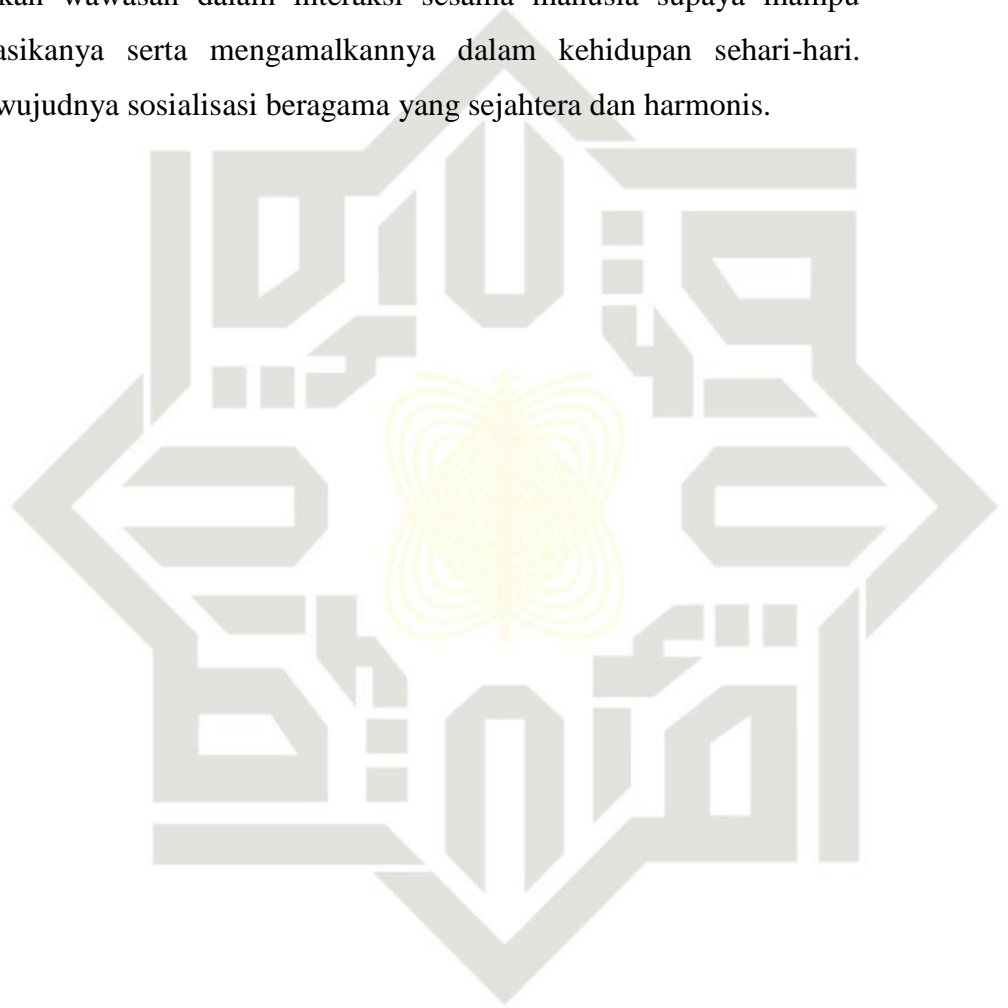 kan wawasan dalam interaksi sesama manusia supaya mampu
asikanya serta mengamalkannya dalam kehidupan sehari-hari.
wujudnya sosialisasi beragama yang sejahtera dan harmonis.